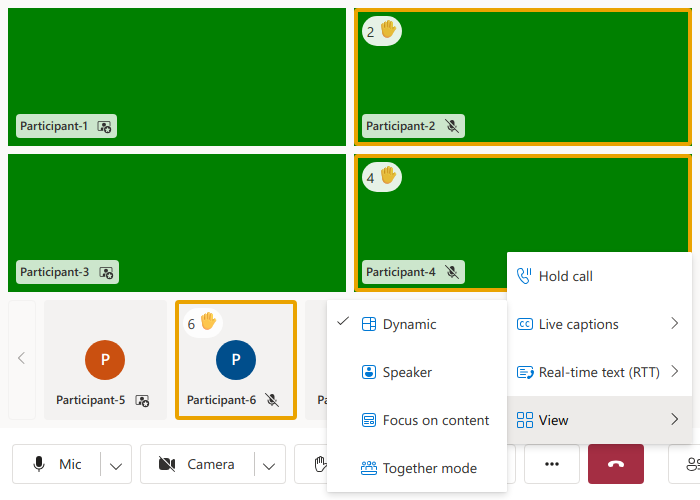 Participant-1
2
Participant-2
Participant-3
4
Participant-4
P
Participant-5
6
P
Participant-6
Dynamic
Speaker
Focus on content
Together mode
Hold call
CC Live captions
Real-time text (RTT)
View
Mic
Camera